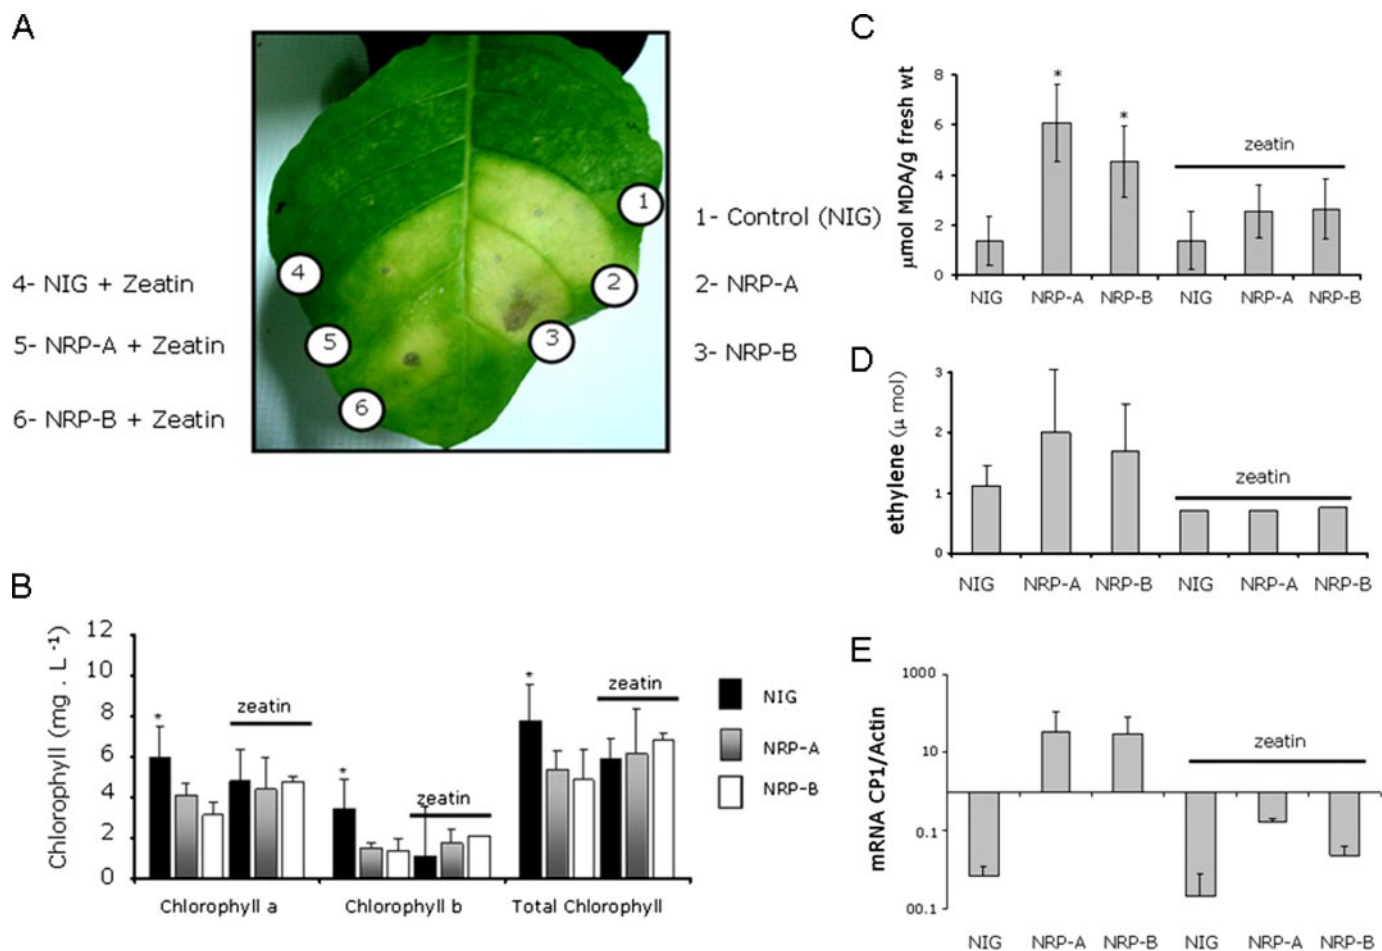 A
4
5
6
1
2
3
4- NIG + Zeatin
5- NRP-A + Zeatin
6- NRP-B + Zeatin
1- Control (NIG)
2- NRP-A
3- NRP-B
B
Chlorophyll (mg . L -1)
12
10
8
6
4
2
0
*
zeatin
*
zeatin
*
zeatin
Chlorophyll a
Chlorophyll b
Total Chlorophyll
NIG
NRP-A
NRP-B
C
µmol MDA/g fresh wt
8
6
4
2
0
*
*
zeatin
NIG NRP-A NRP-B NIG NRP-A NRP-B
D
ethylene (µ mol)
3
2
1
0
zeatin
NIG NRP-A NRP-B NIG NRP-A NRP-B
E
mRNA CP1/Actin
1000
10
0.1
00.1
zeatin
NIG NRP-A NRP-B NIG NRP-A NRP-B